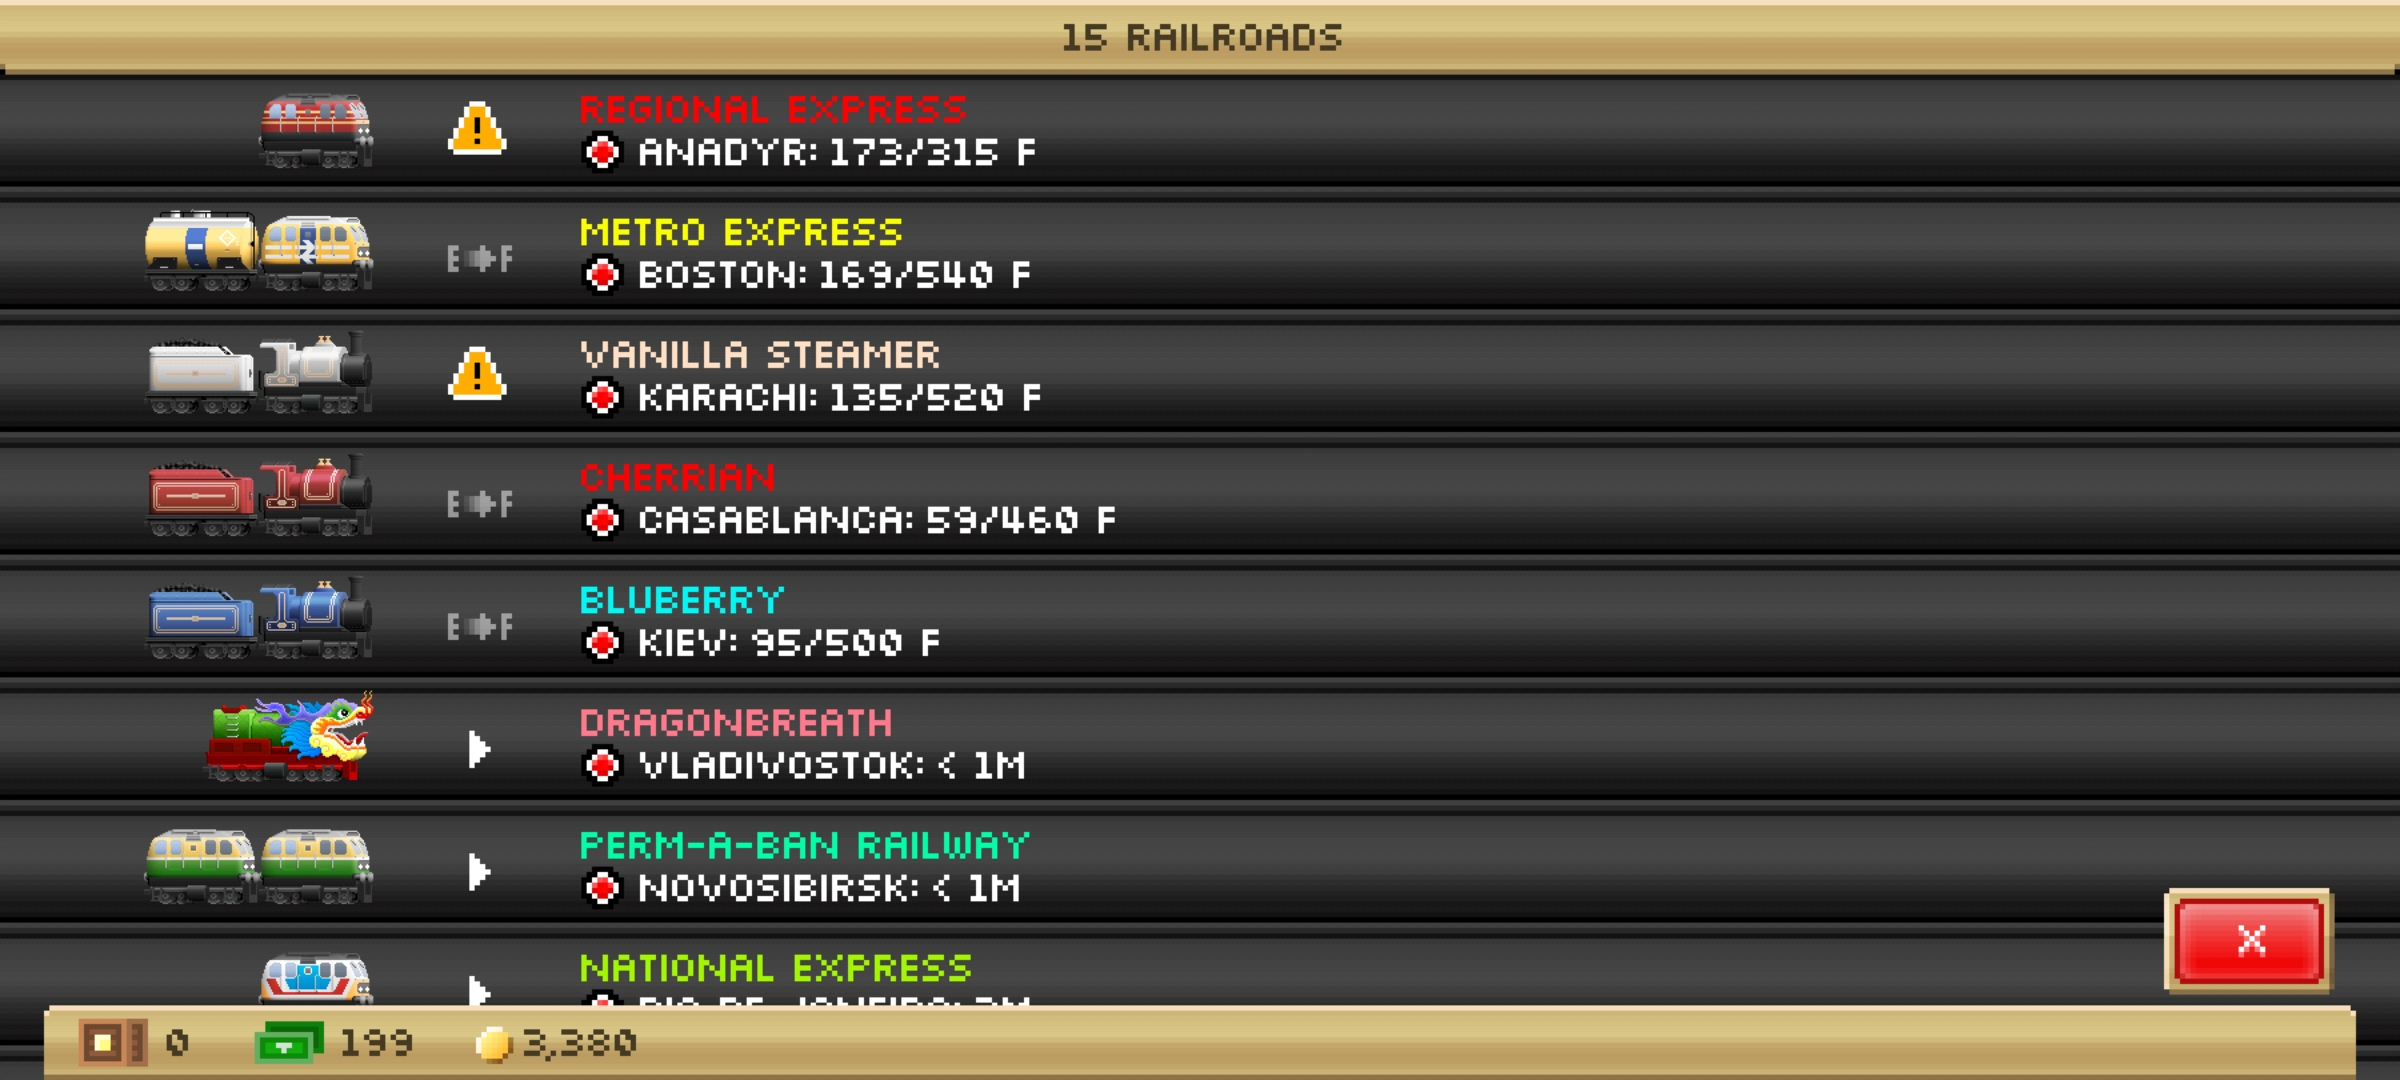 15 RAILROADS
REGIONAL EXPRESS
ANADYR: 173/315 F
METRO EXPRESS
E F
BOSTON: 169/540 F
VANILLA STEAMER
KARACHI: 135/520 F
CHERRIAN
E F
CASABLANCA: 59/460 F
BLUBERRY
E F
KIEV: 95/500 F
DRAGONBREATH
VLADIVOSTOK: < 1M
PERM-A-BAN RAILWAY
NOVOSIBIRSK: < 1M
X
NATIONAL EXPRESS
0 199 3,380